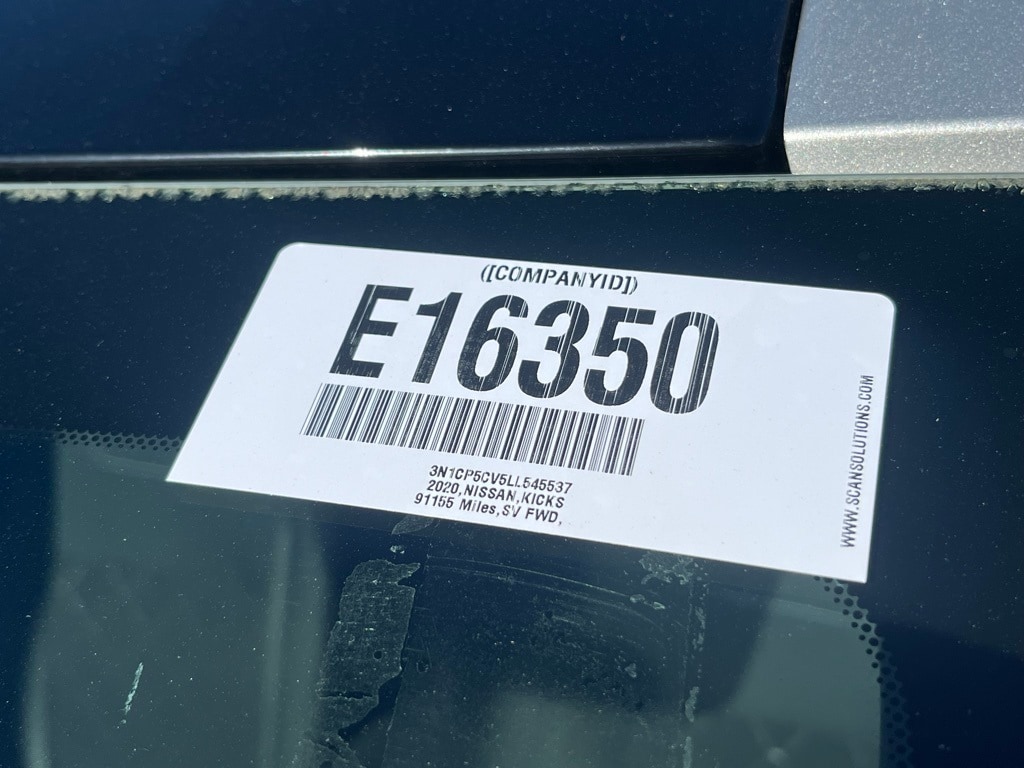 ([COMPANYID])
E16350
3N1CP5CV5LL545537
2020,NISSAN,KICKS
91155 Miles,SV FWD,
WWW.SCANSOLUTIONS.COM